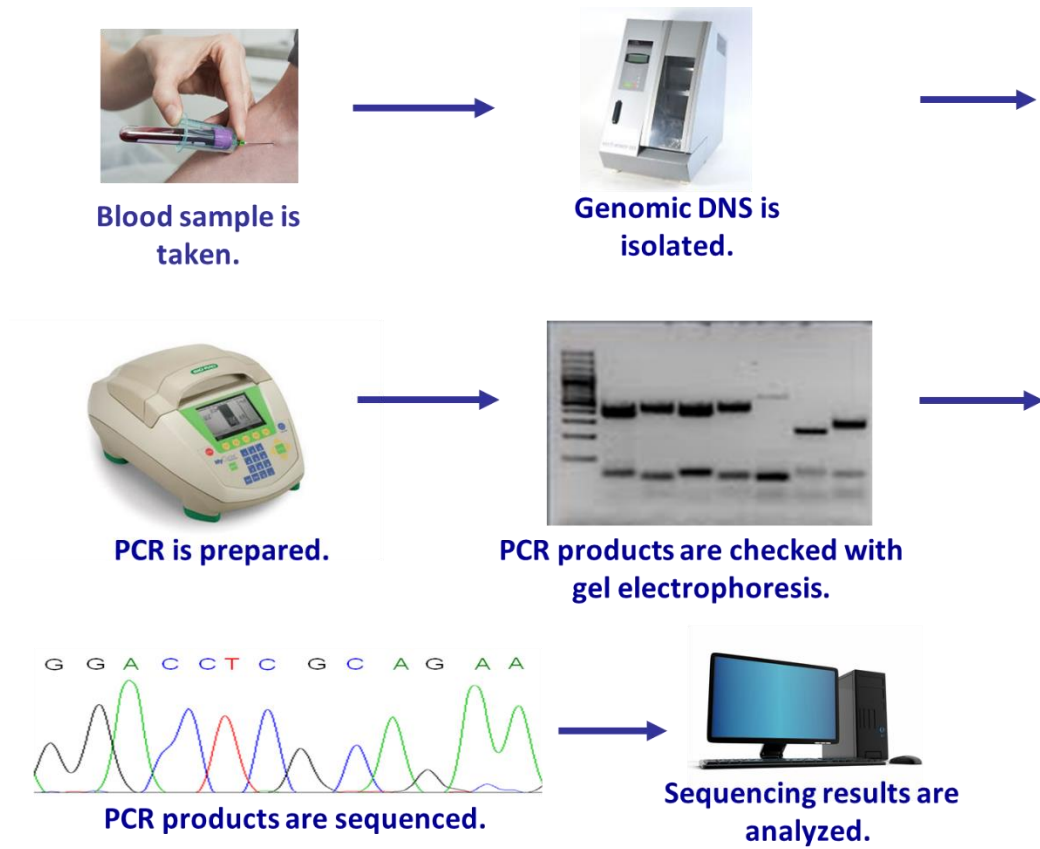 Blood sample is
taken.
Genomic DNS is
isolated.
PCR is prepared.
PCR products are checked with
gel electrophoresis.
G G A C C T C G C A G A A
PCR products are sequenced.
Sequencing results are
analyzed.